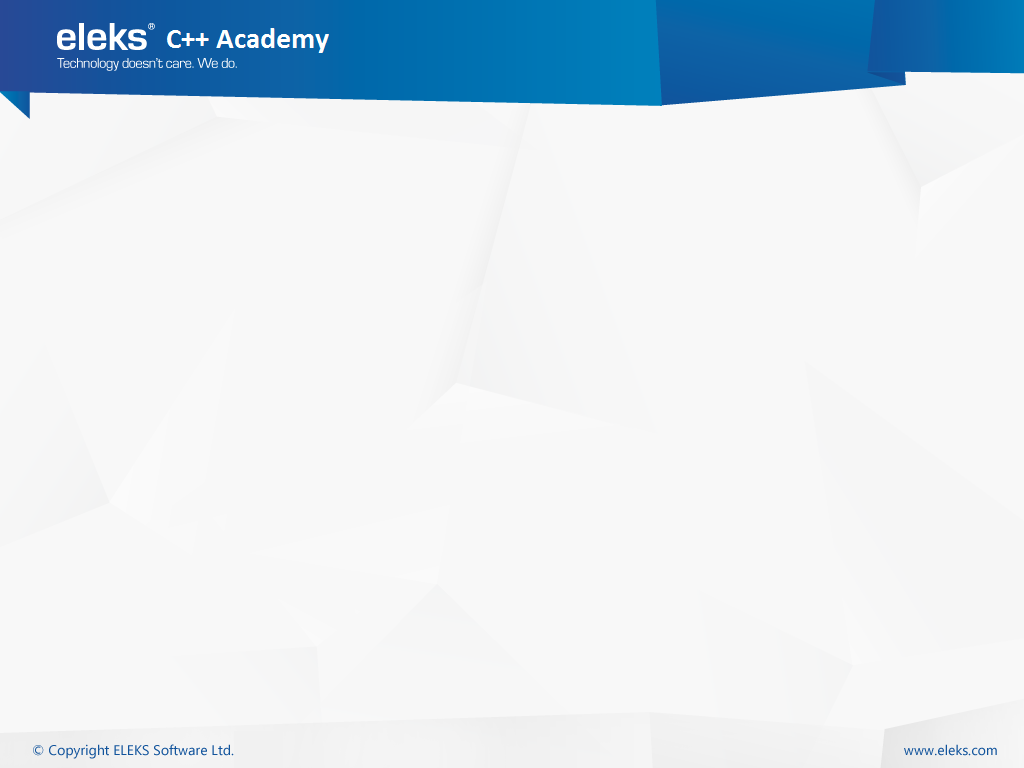 eleks® C++ Academy
Technology doesn't care. We do.
© Copyright ELEKS Software Ltd.
www.eleks.com